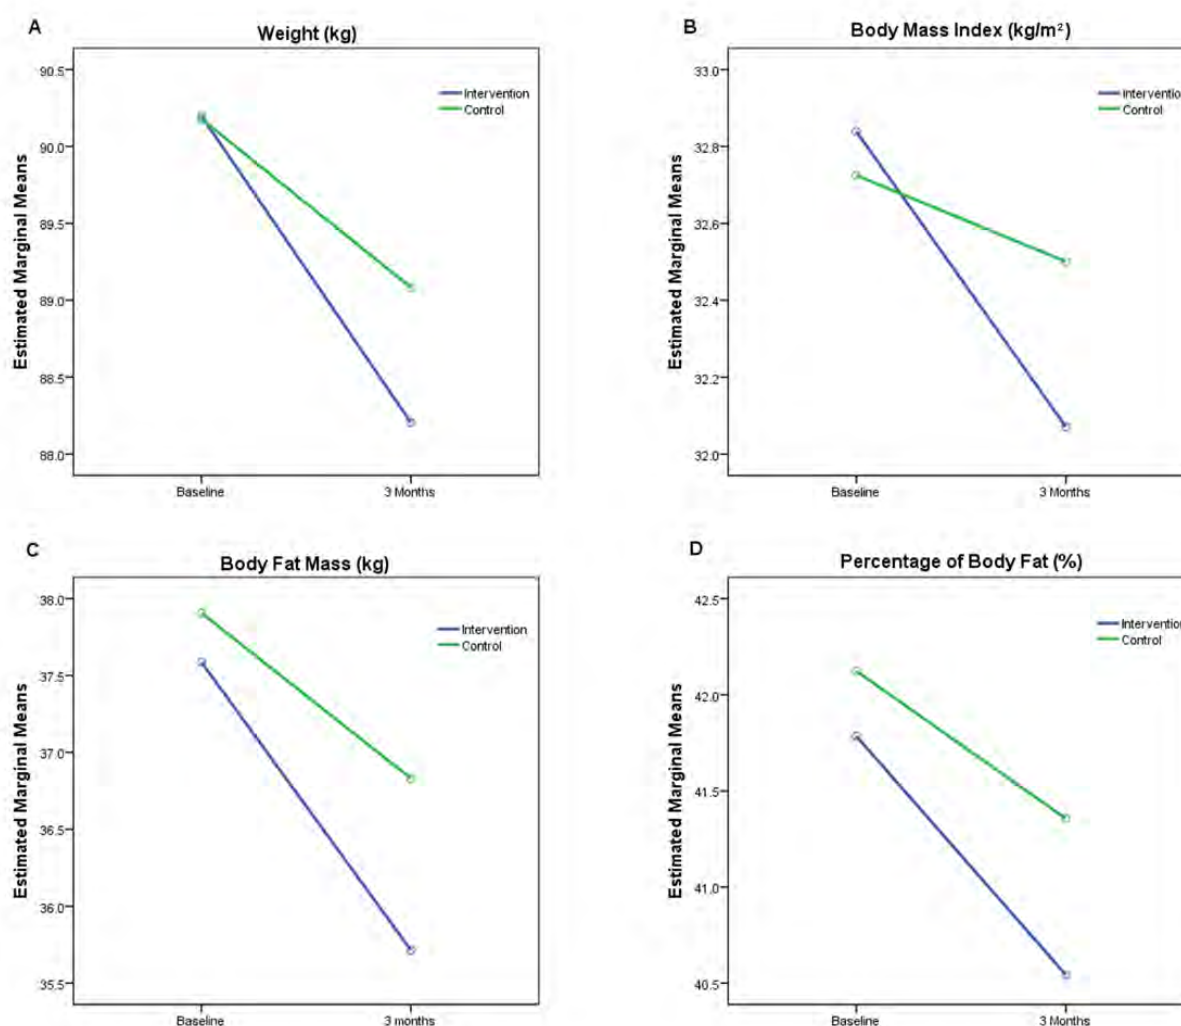 A
Weight (kg)
Estimated Marginal Means
90.5
90.0
89.5
89.0
88.5
88.0
Intervention
Control
Baseline
3 Months
B
Body Mass Index (kg/m²)
Estimated Marginal Means
33.0
32.8
32.6
32.4
32.2
32.0
Interventio
Control
Baseline
3 Months
C
Body Fat Mass (kg)
Estimated Marginal Means
38.0
37.5
37.0
36.5
36.0
35.5
Intervention
Control
Baseline
3 months
D
Percentage of Body Fat (%)
Estimated Marginal Means
42.5
42.0
41.5
41.0
40.5
Intervention
Control
Baseline
3 Months